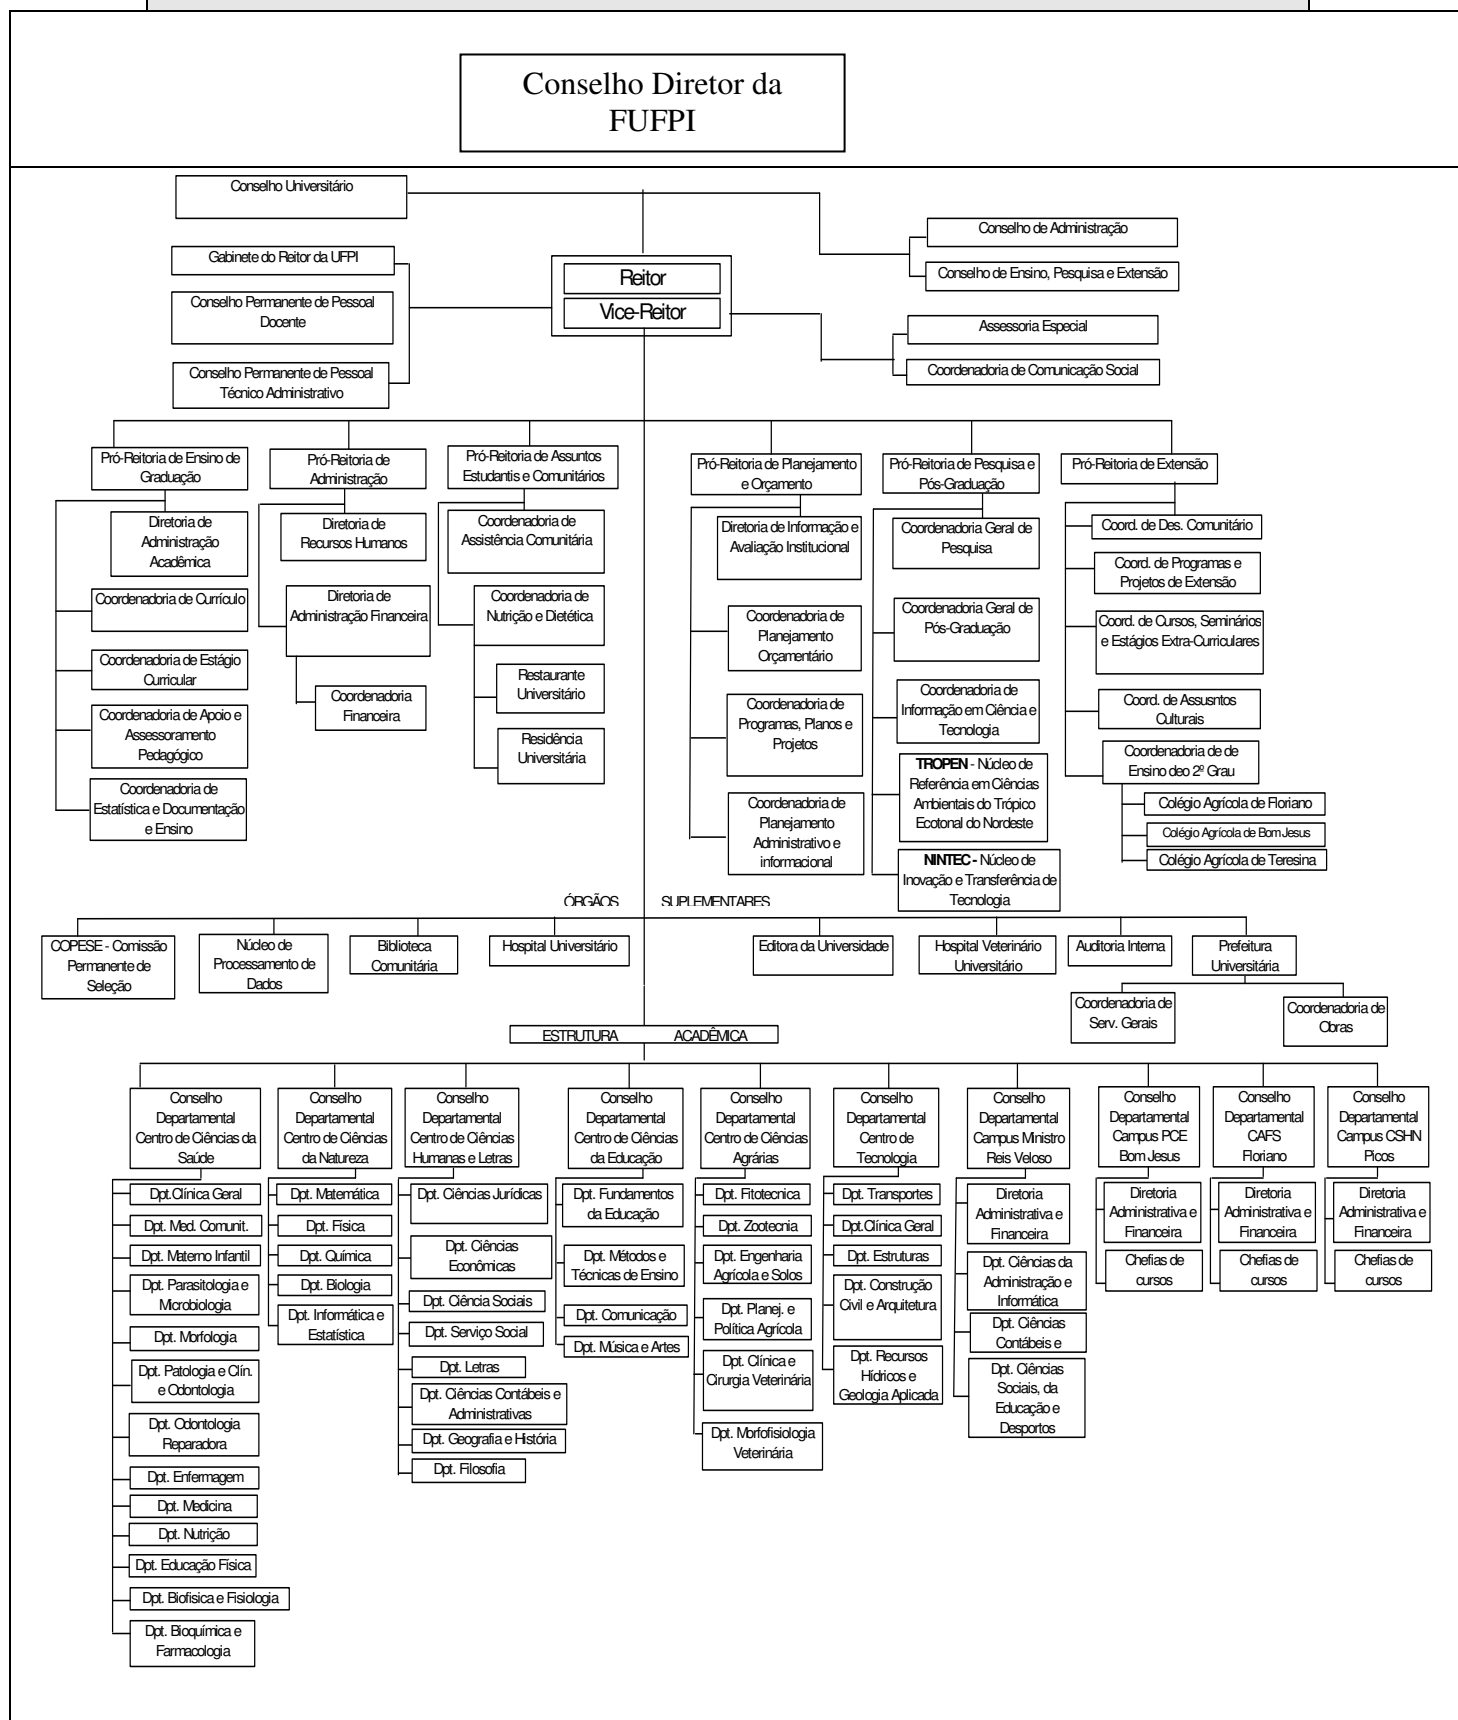 Conselho Diretor da
FUFPI
Conselho Universitário
Conselho de Administração
Conselho de Ensino, Pesquisa e Extensão
Gabinete do Reitor da UFPI
Conselho Permanente de Pessoal
Docente
Conselho Permanente de Pessoal
Técnico Administrativo
Reitor
Vice-Reitor
Assessoria Especial
Coordenadoria de Comunicação Social
Pró-Reitoria de Ensino de
Graduação
Diretoria de
Administração
Acadêmica
Coordenadoria de Currículo
Coordenadoria de Estágio
Curricular
Coordenadoria de Apoio e
Assessoramento
Pedagógico
Coordenadoria de
Estatística e Documentação
e Ensino
Pró-Reitoria de
Administração
Diretoria de
Recursos Humanos
Diretoria de
Administração Financeira
Coordenadoria
Financeira
Pró-Reitoria de Assuntos
Estudantis e Comunitários
Coordenadoria de
Assistência Comunitária
Coordenadoria de
Nutrição e Dietética
Restaurante
Universitário
Residência
Universitária
Pró-Reitoria de Planejamento
e Orçamento
Diretoria de Informação e
Avaliação Institucional
Coordenadoria de
Planejamento
Orçamentário
Coordenadoria de
Programas, Planos e
Projetos
Coordenadoria de
Planejamento
Administrativo e
informacional
Pró-Reitoria de Pesquisa e
Pós-Graduação
Coordenadoria Geral de
Pesquisa
Coordenadoria Geral de
Pós-Graduação
Coordenadoria de
Informação em Ciência e
Tecnologia
TROPEN - Núcleo de
Referência em Ciências
Ambientais do Trópico
Ecotonal do Nordeste
NINTEC - Núcleo de
Inovação e Transferência de
Tecnologia
Pró-Reitoria de Extensão
Coord. de Des. Comunitário
Coord. de Programas e
Projetos de Extensão
Coord. de Cursos, Seminários
e Estágios Extra-Curriculares
Coord. de Assusntos
Culturais
Coordenadoria de de
Ensino deo 2º Grau
Colégio Agrícola de Floriano
Colégio Agrícola de Bom Jesus
Colégio Agrícola de Teresina
ÓRGÃOS SUPLEMENTARES
COPESE - Comissão
Permanente de
Seleção
Núcleo de
Processamento de
Dados
Biblioteca
Comunitária
Hospital Universitário
Editora da Universidade
Hospital Veterinário
Universitário
Auditoria Interna
Prefeitura
Universitária
Coordenadoria de
Serv. Gerais
Coordenadoria de
Obras
ESTRUTURA ACADÊMICA
Conselho
Departamental
Centro de Ciências da
Saúde
Dpt.Clínica Geral
Dpt. Med. Comunit.
Dpt. Materno Infantil
Dpt. Parasitologia e
Microbiologia
Dpt. Morfologia
Dpt. Patologia e Clín.
e Odontologia
Dpt. Odontologia
Reparadora
Dpt. Enfermagem
Dpt. Medicina
Dpt. Nutrição
Dpt. Educação Física
Dpt. Biofisica e Fisiologia
Dpt. Bioquímica e
Farmacologia
Conselho
Departamental
Centro de Ciências
da Natureza
Dpt. Matemática
Dpt. Física
Dpt. Química
Dpt. Biologia
Dpt. Informática e
Estatística
Conselho
Departamental
Centro de Ciências
Humanas e Letras
Dpt. Ciências Jurídicas
Dpt. Ciências
Econômicas
Dpt. Ciência Sociais
Dpt. Serviço Social
Dpt. Letras
Dpt. Ciências Contábeis e
Administrativas
Dpt. Geografia e História
Dpt. Filosofia
Conselho
Departamental
Centro de Ciências
da Educação
Dpt. Fundamentos
da Educação
Dpt. Métodos e
Técnicas de Ensino
Dpt. Comunicação
Dpt. Música e Artes
Conselho
Departamental
Centro de Ciências
Agrárias
Dpt. Fitotecnica
Dpt. Zootecnia
Dpt. Engenharia
Agrícola e Solos
Dpt. Planej. e
Política Agrícola
Dpt. Clínica e
Cirurgia Veterinária
Dpt. Morfofisiologia
Veterinária
Conselho
Departamental
Centro de
Tecnologia
Dpt. Transportes
Dpt.Clínica Geral
Dpt. Estruturas
Dpt. Construção
Civil e Arquitetura
Dpt. Recursos
Hídricos e
Geologia Aplicada
Conselho
Departamental
Campus Ministro
Reis Veloso
Diretoria
Administrativa e
Financeira
Dpt. Ciências da
Administração e
Informática
Dpt. Ciências
Contábeis e
Dpt. Ciências
Sociais, da
Educação e
Desportos
Conselho
Departamental
Campus PCE
Bom Jesus
Diretoria
Administrativa e
Financeira
Chefias de
cursos
Conselho
Departamental
CAFS
Floriano
Diretoria
Administrativa e
Financeira
Chefias de
cursos
Conselho
Departamental
Campus CSHN
Picos
Diretoria
Administrativa e
Financeira
Chefias de
cursos